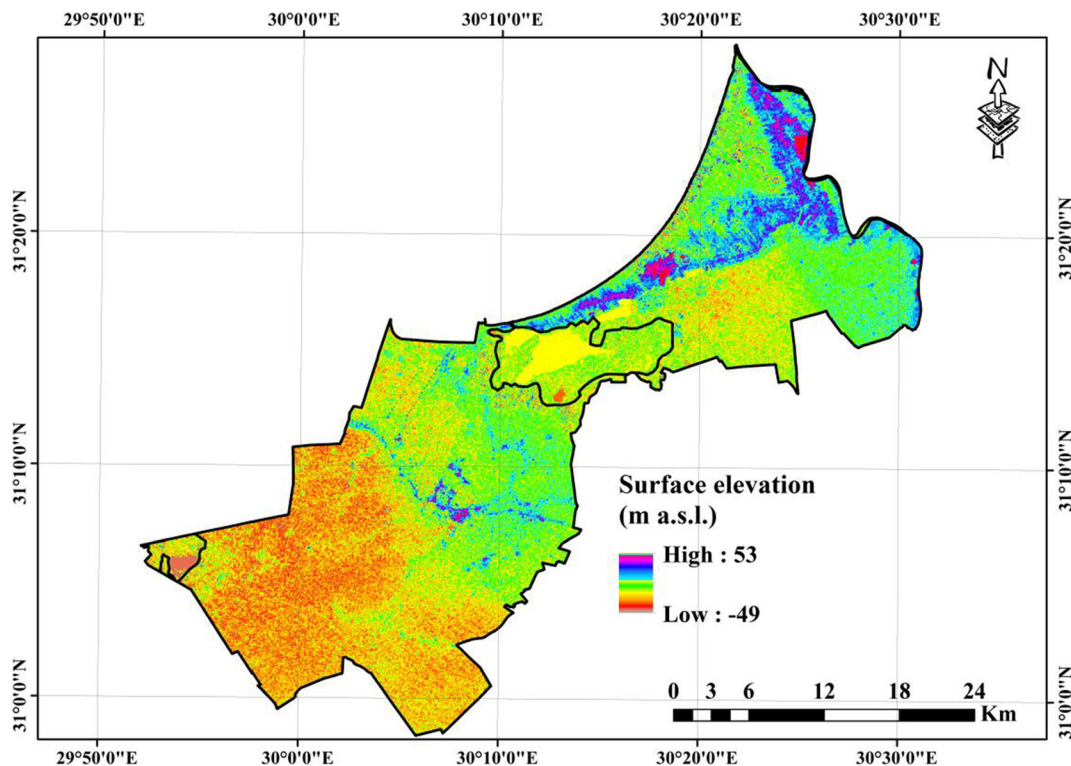 29°50'0"E 30°0'0"E 30°10'0"E 30°20'0"E 30°30'0"E
N
31°20'0"N 31°20'0"N
31°10'0"N 31°10'0"N
Surface elevation
(m a.s.l.)
High : 53
Low : -49
31°0'0"N 31°0'0"N
0 3 6 12 18 24
Km
29°50'0"E 30°0'0"E 30°10'0"E 30°20'0"E 30°30'0"E